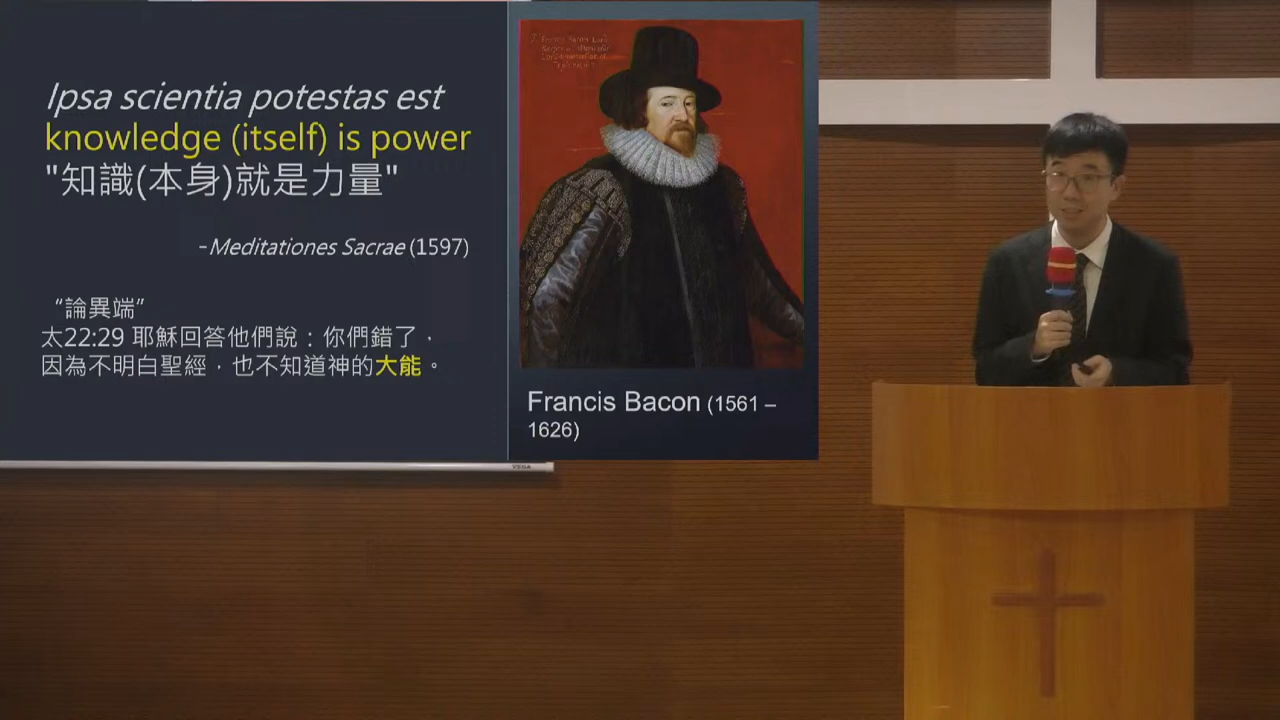 Ipsa scientia potestas est
knowledge (itself) is power
"知識(本身)就是力量"
-Meditationes Sacrae (1597)
“論異端”
太22:29 耶穌回答他們說：你們錯了，
因為不明白聖經，也不知道神的大能。
Francis Bacon (1561 –
1626)